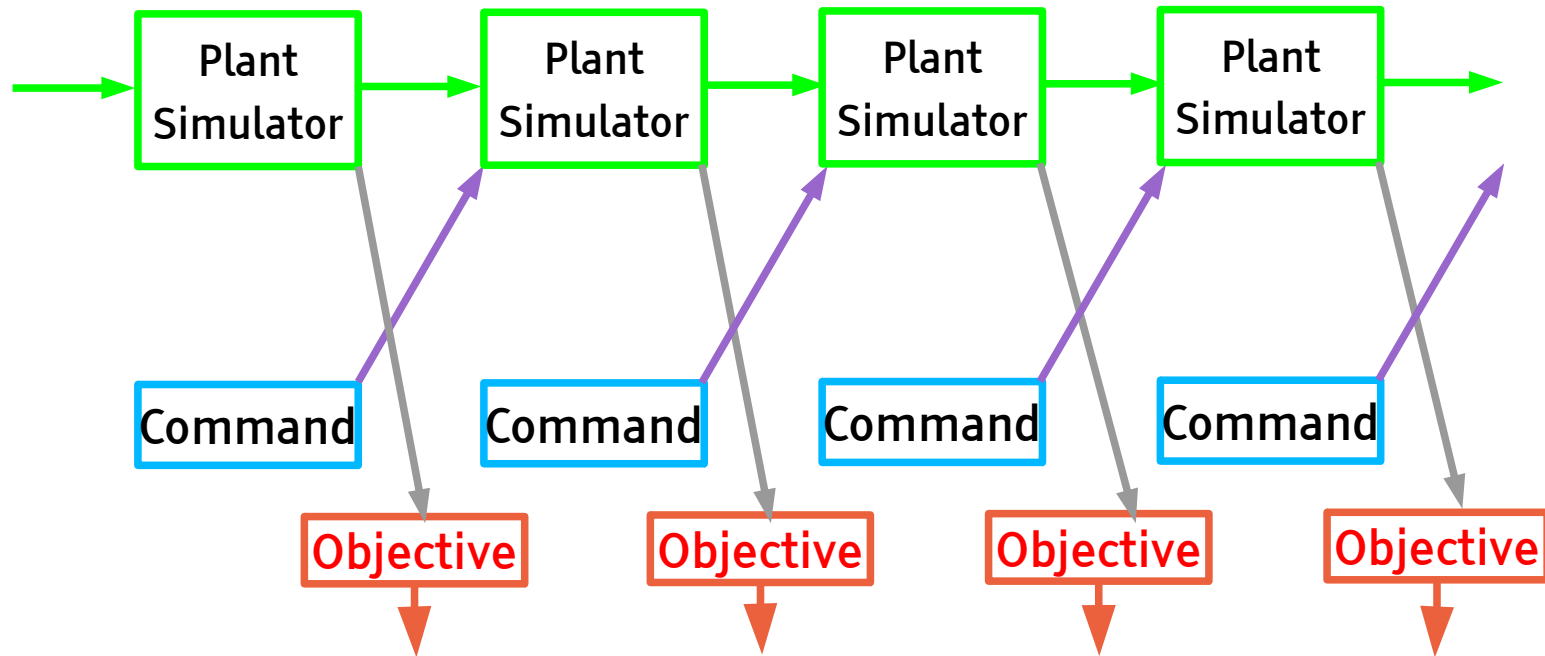 Plant
Simulator
Plant
Simulator
Plant
Simulator
Plant
Simulator
Command
Command
Command
Command
Objective
Objective
Objective
Objective